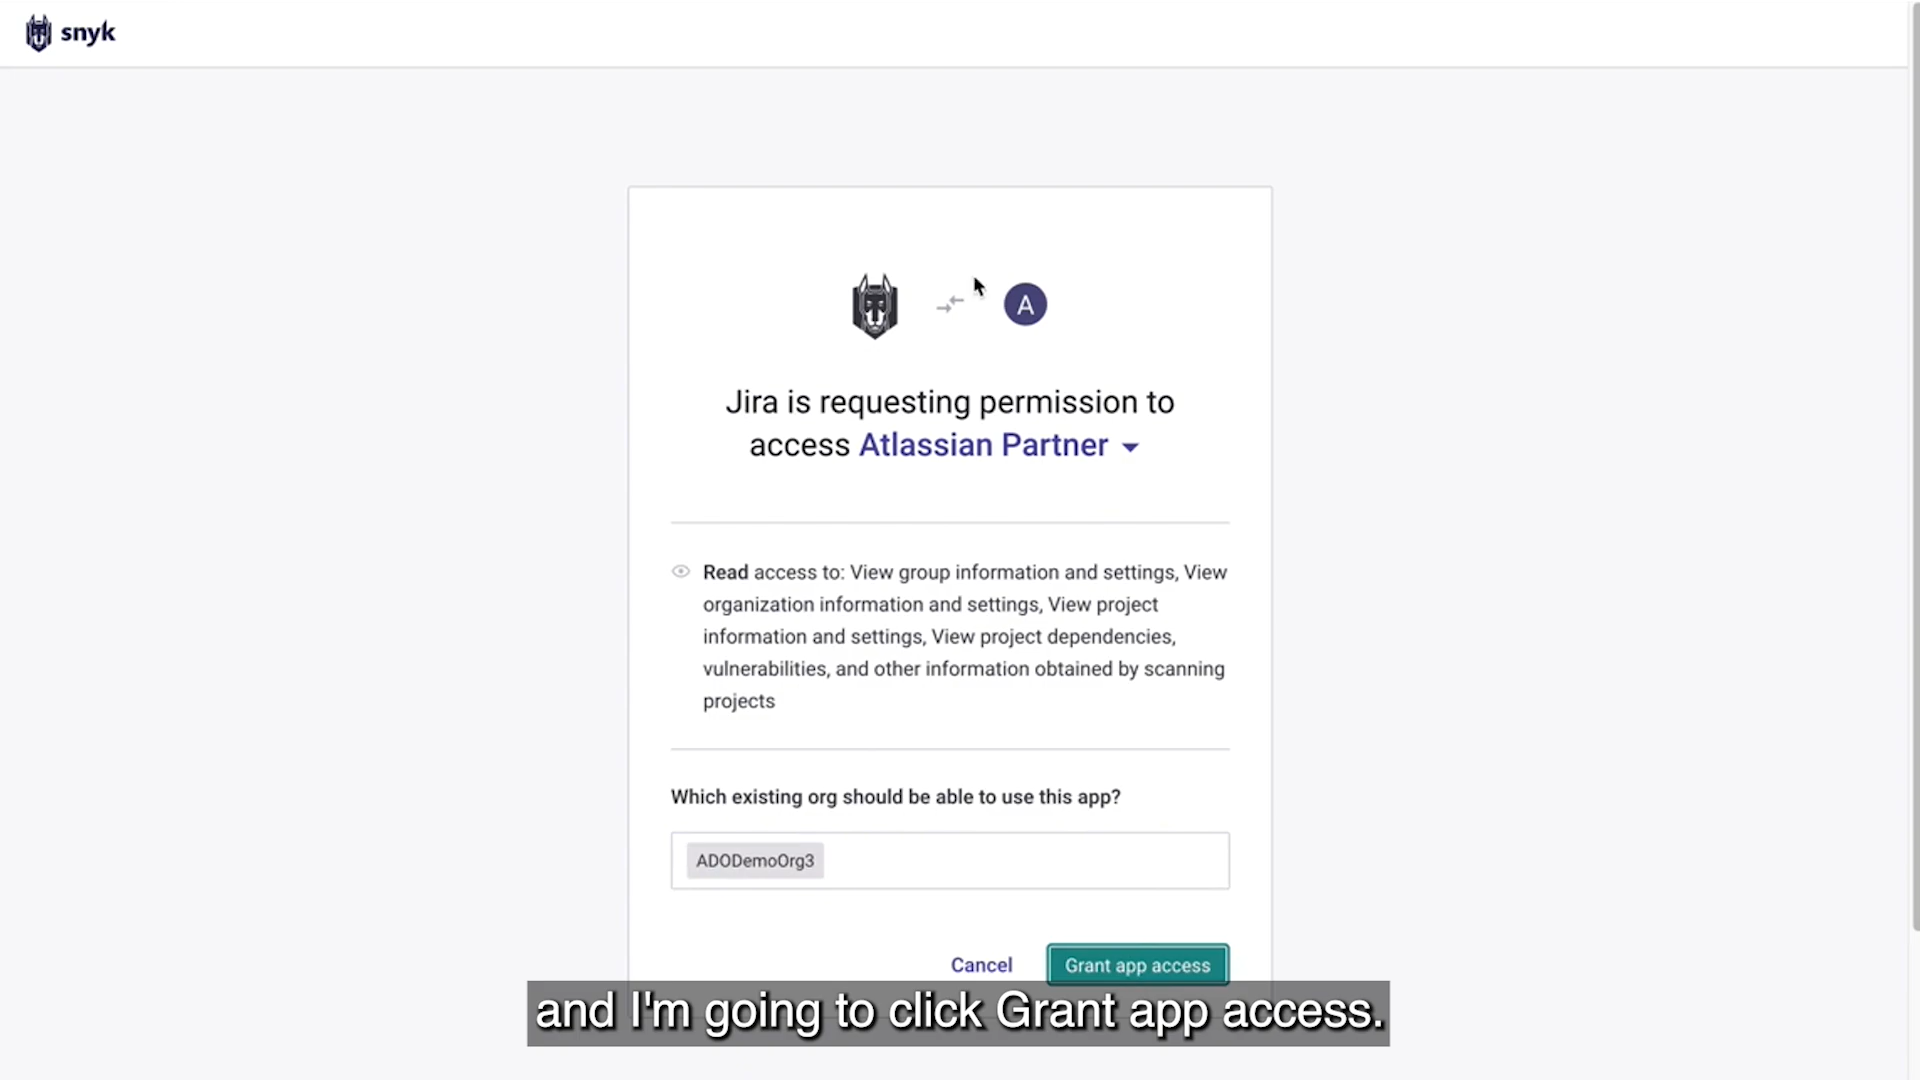 snyk
A
Jira is requesting permission to
access Atlassian Partner
Read access to: View group information and settings, View
organization information and settings, View project
information and settings, View project dependencies,
vulnerabilities, and other information obtained by scanning
projects
Which existing org should be able to use this app?
ADODemoOrg3
Cancel Grant app access
and I'm going to click Grant app access.